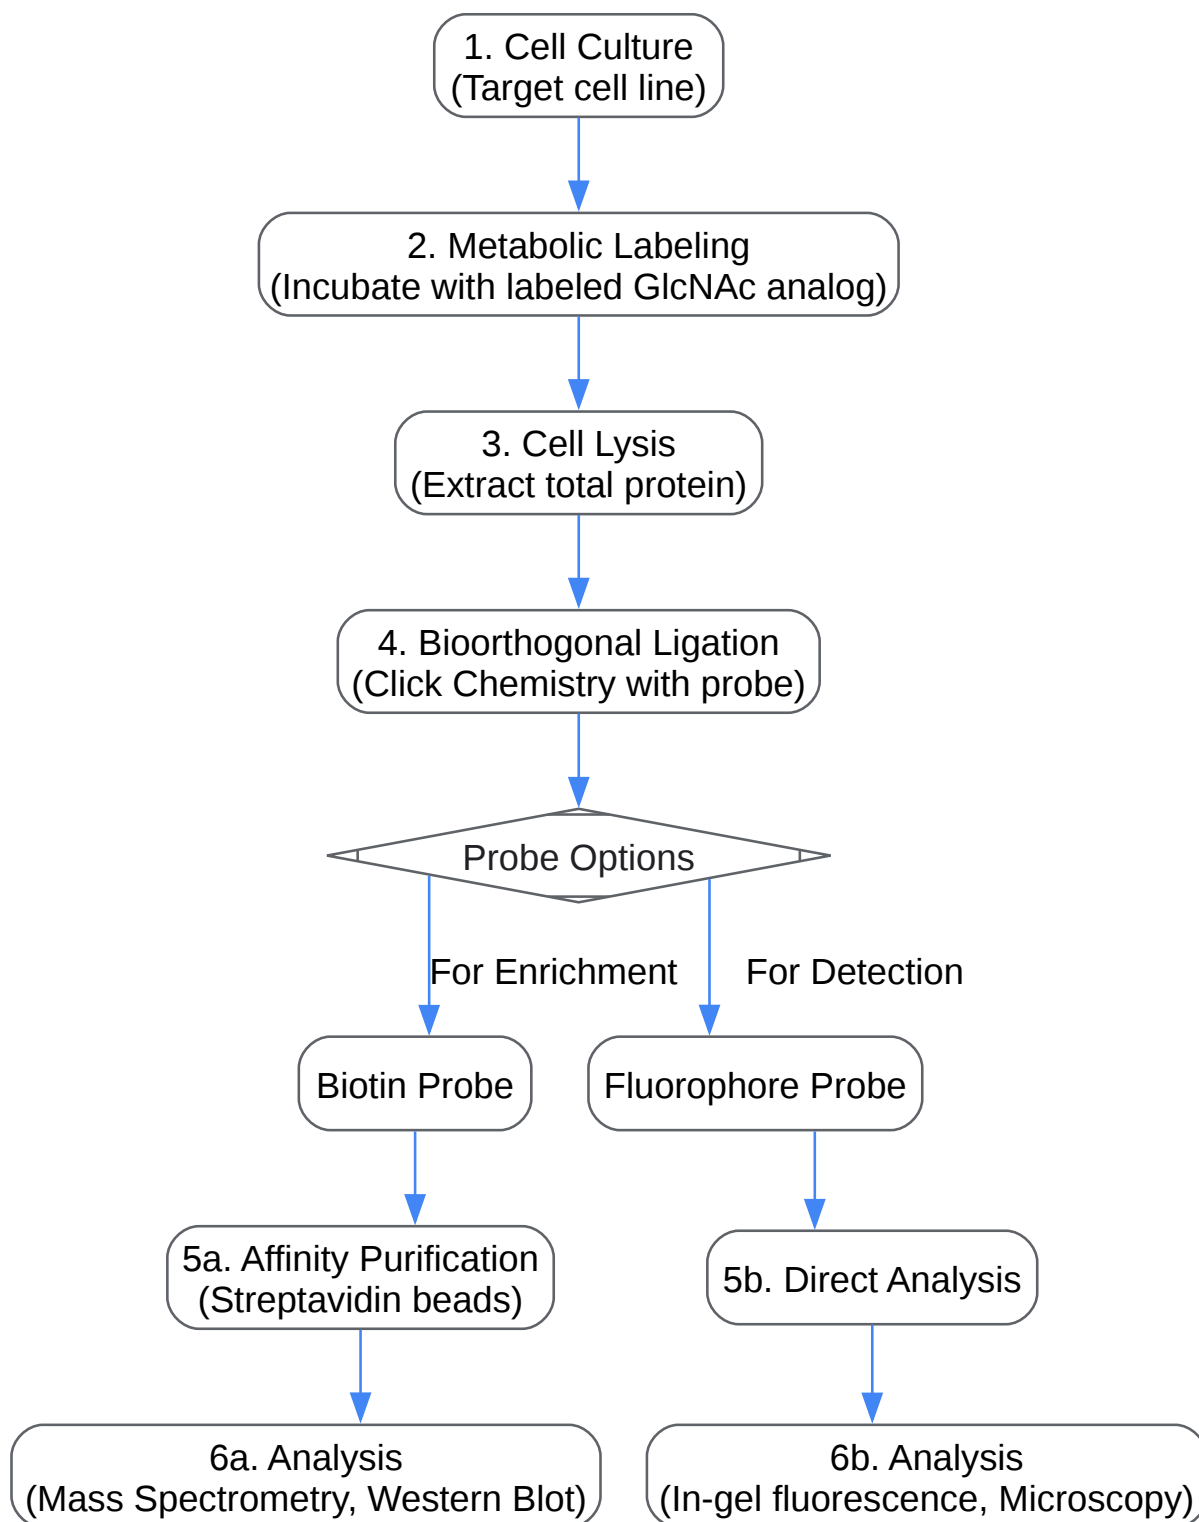 1. Cell Culture
(Target cell line)
2. Metabolic Labeling
(Incubate with labeled GlcNAc analog)
3. Cell Lysis
(Extract total protein)
4. Bioorthogonal Ligation
(Click Chemistry with probe)
Probe Options
For Enrichment
For Detection
Biotin Probe
Fluorophore Probe
5a. Affinity Purification
(Streptavidin beads)
5b. Direct Analysis
6a. Analysis
(Mass Spectrometry, Western Blot)
6b. Analysis
(In-gel fluorescence, Microscopy)